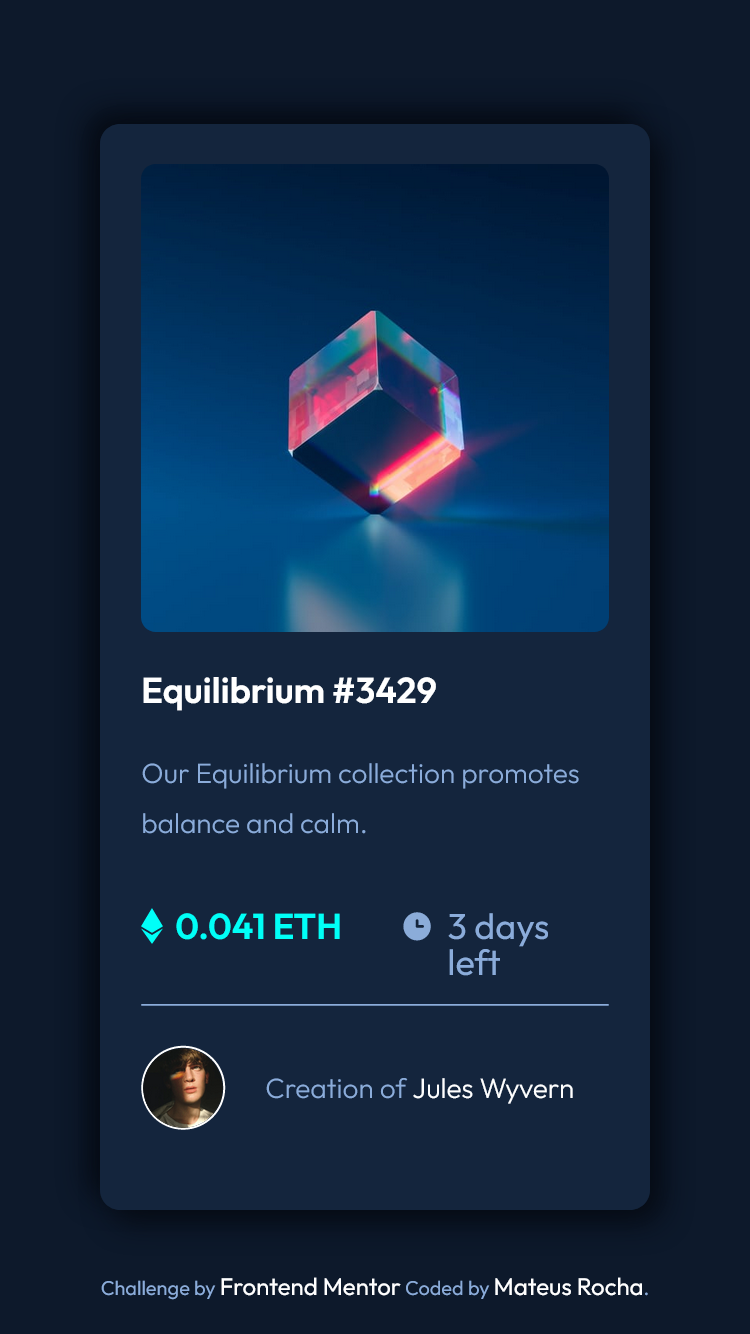 Equilibrium #3429
Our Equilibrium collection promotes
balance and calm.
0.041 ETH
3 days
left
Creation of Jules Wyvern
Challenge by Frontend Mentor Coded by Mateus Rocha.